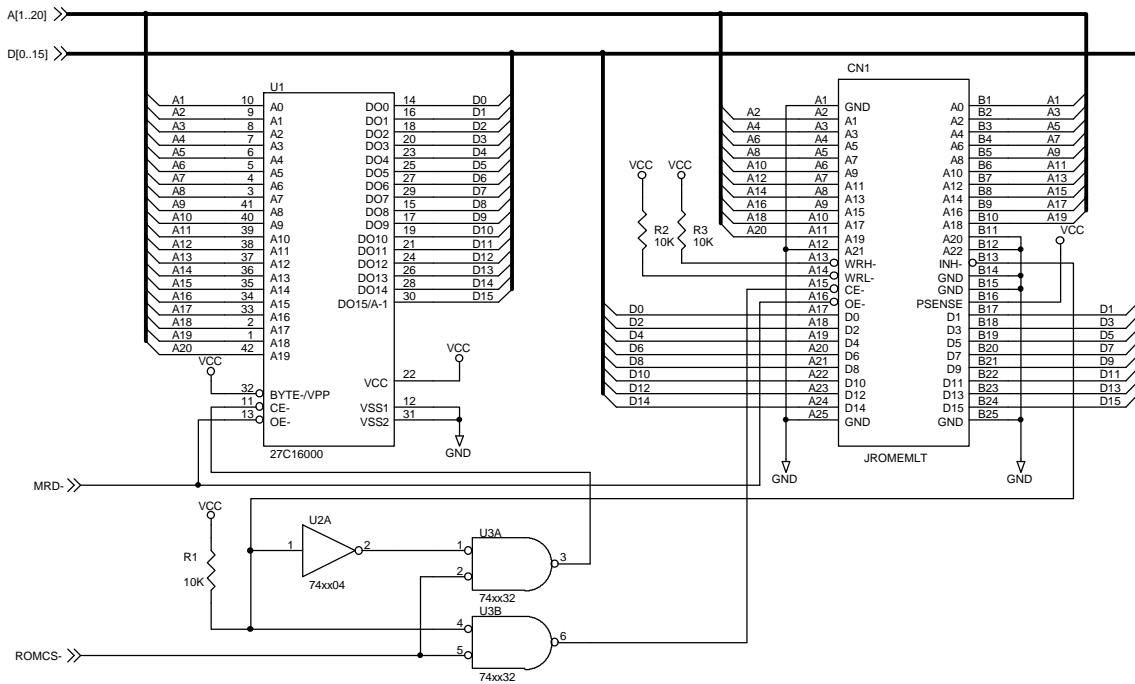 A[1..20]
D[0..15]
U1
A1 10 A0 DO0 14 D0
A2 9 A1 DO1 16 D1
A3 8 A2 DO2 18 D2
A4 7 A3 DO3 20 D3
A5 6 A4 DO4 23 D4
A6 5 A5 DO5 25 D5
A7 4 A6 DO6 27 D6
A8 3 A7 DO7 29 D7
A9 41 A8 DO8 15 D8
A10 40 A9 DO9 17 D9
A11 39 A10 DO10 19 D10
A12 38 A11 DO11 21 D11
A13 37 A12 DO12 24 D12
A14 36 A13 DO13 26 D13
A15 35 A14 DO14 28 D14
A16 34 A15 DO15/A-1 30 D15
A17 33 A16
A18 2 A17
A19 1 A18
A20 42 A19
VCC
VCC
VCC 22
32 BYTE-/VPP
11 CE- VSS1 12
13 OE- VSS2 31
GND
27C16000
CN1
A1 GND A0 B1 A1
A2 A2 A1 A2 B2 A3
A4 A3 A3 A4 B3 A5
A6 A4 A5 A6 B4 A7
A8 A5 A7 A8 B5 A9
A10 A6 A9 A10 B6 A11
A12 A7 A11 A12 B7 A13
A14 A8 A13 A14 B8 A15
A16 A9 A15 A16 B9 A17
A18 A10 A17 A18 B10 A19
A20 A11 A19 A20 B11
A12 A21 A22 B12
A13 WRH- INH- B13
A14 WRL- GND B14
A15 CE- GND B15
A16 OE- PSENSE B16
D0 A17 D0 D1 B17 D1
D2 A18 D2 D3 B18 D3
D4 A19 D4 D5 B19 D5
D6 A20 D6 D7 B20 D7
D8 A21 D8 D9 B21 D9
D10 A22 D10 D11 B22 D11
D12 A23 D12 D13 B23 D13
D14 A24 D14 D15 B24 D15
A25 GND GND B25
VCC VCC
VCC
R2
10K
R3
10K
JROMEMLT
GND
GND
MRD-
VCC
R1
10K
U2A
1 2
74xx04
U3A
1
2
3
74xx32
U3B
4
5
6
74xx32
ROMCS-